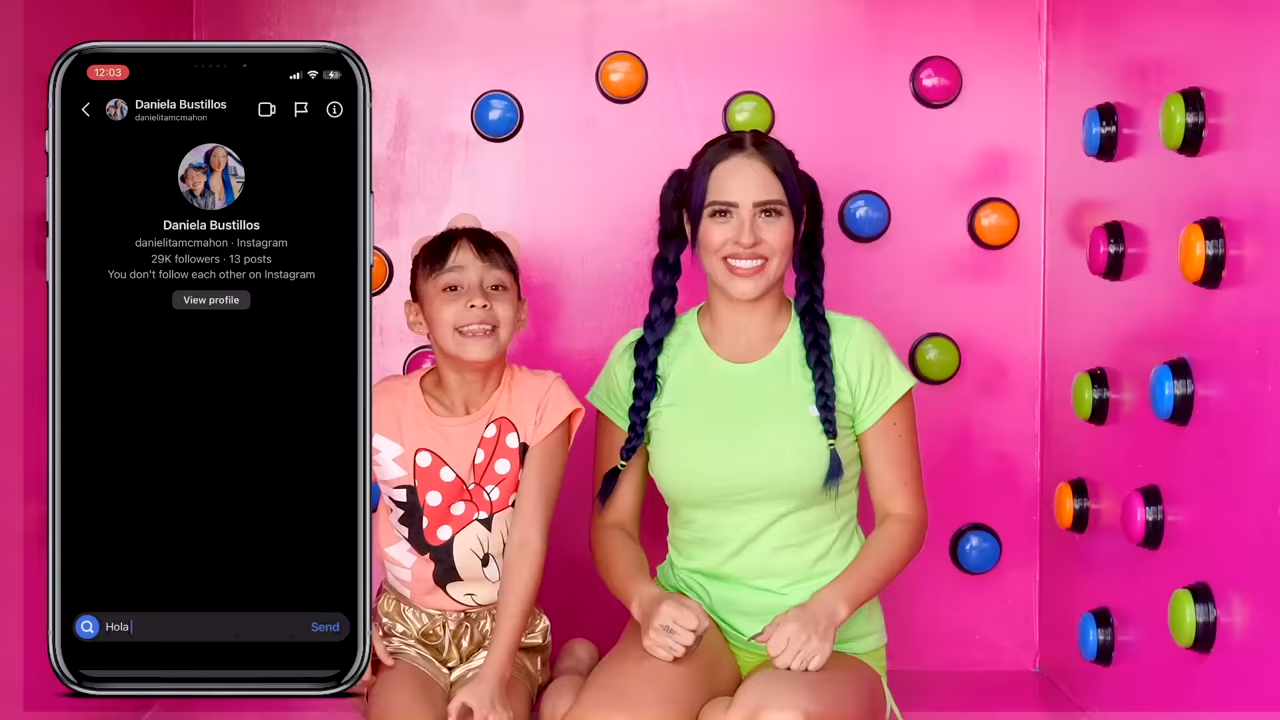 12:03
Daniela Bustillos
danielitamcmahon
Daniela Bustillos
danielitamcmahon · Instagram
29K followers · 13 posts
You don't follow each other on Instagram
View profile
Hola
Send